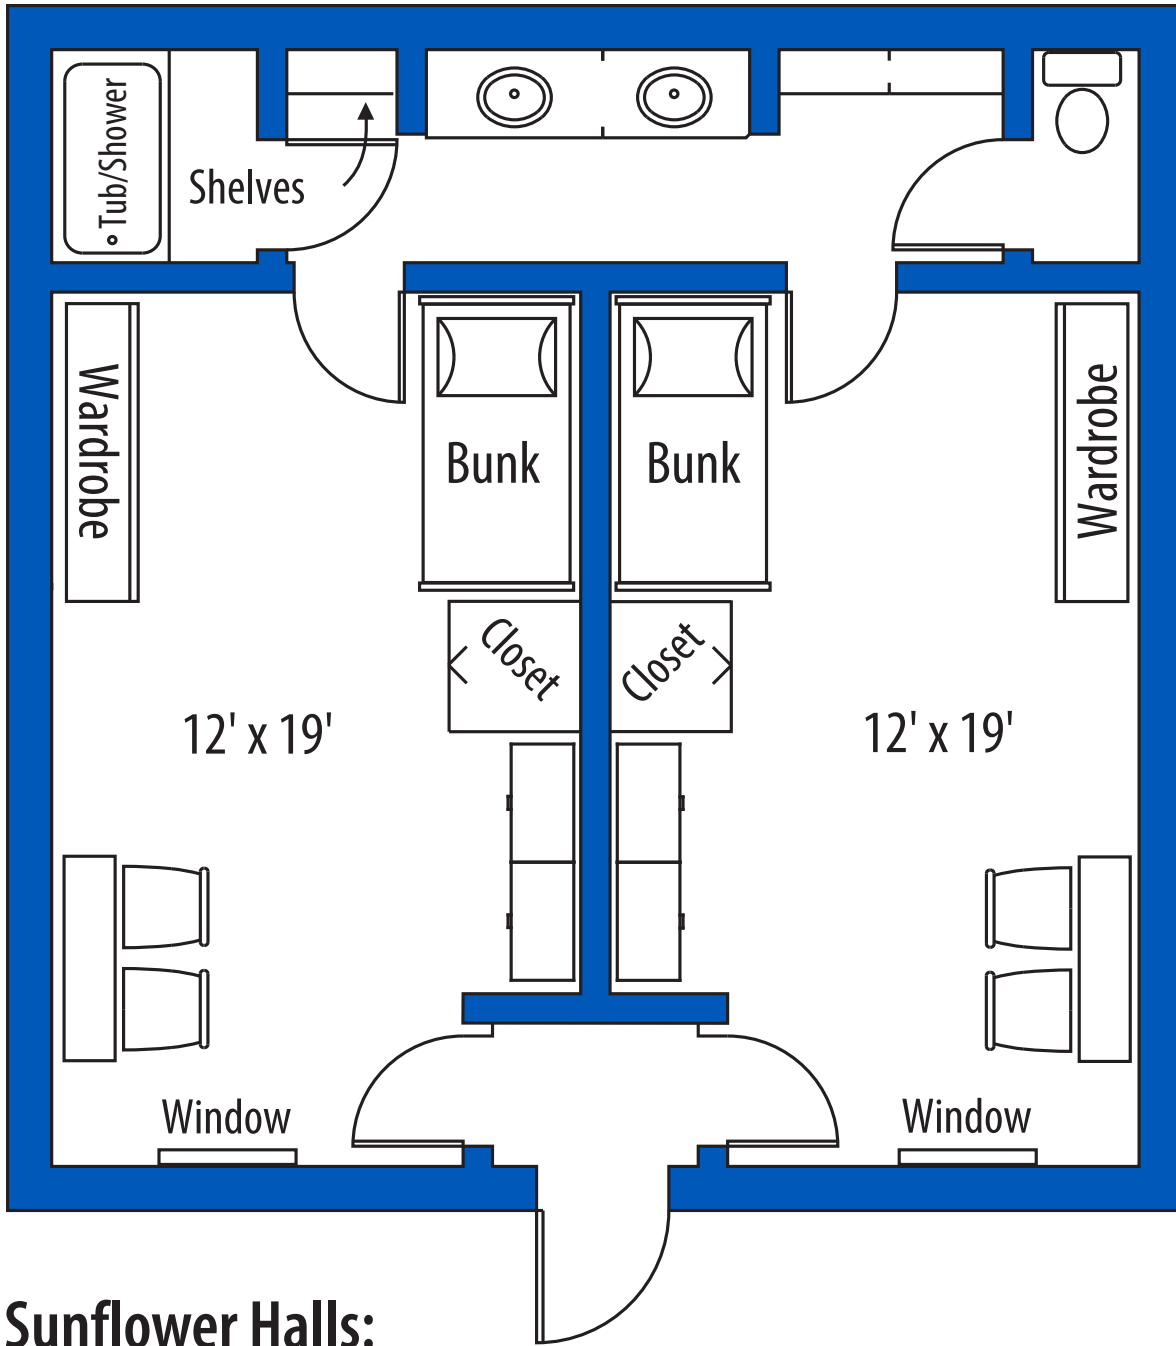 Tub/Shower
Shelves
Wardrobe
Bunk
Bunk
Wardrobe
Closet
Closet
12' x 19'
12' x 19'
Window
Window
Sunflower Halls: